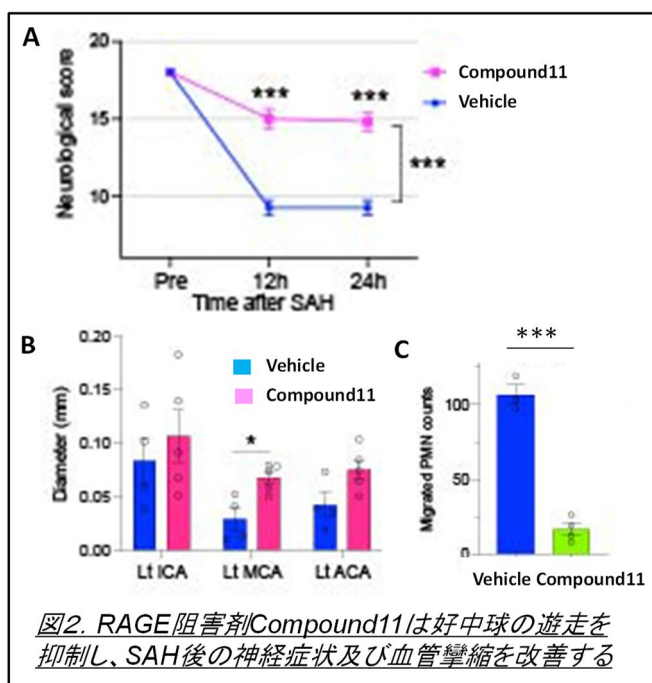 A
20
15
10
Neurological score
***
***
***
Compound11
Vehicle
Pre
12h
24h
Time after SAH
B
0.20
0.15
0.10
0.05
0.00
Diameter (mm)
Vehicle
Compound11
*
Lt ICA
Lt MCA
Lt ACA
C
***
100
50
0
Migrated PMN counts
Vehicle Compound11
図2. RAGE阻害剤Compound11は好中球の遊走を
抑制し、SAH後の神経症状及び血管攣縮を改善する